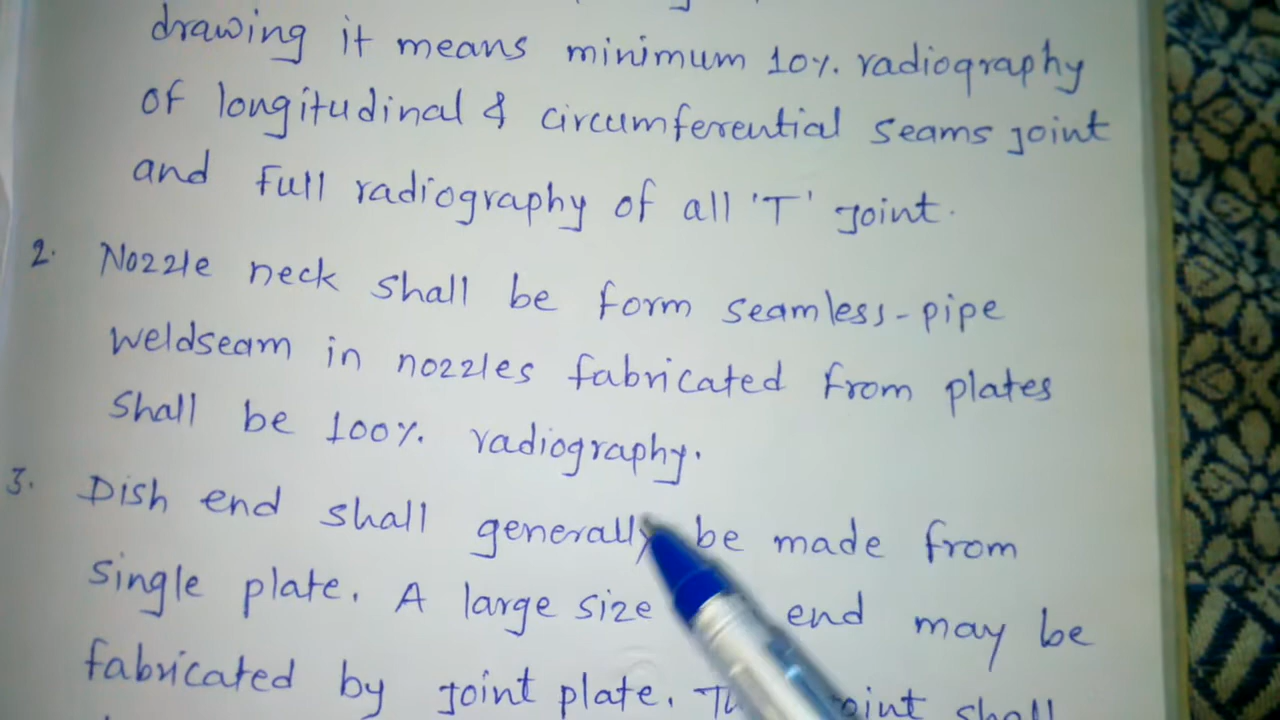 drawing it means minimum 10%. radiography
of longitudinal & circumferential seams joint
and full radiography of all 'T' joint.
2. Nozzle neck shall be form seamless-pipe
weldseam in nozzles fabricated from plates
shall be 100%. radiography.
3. Dish end shall generally be made from
single plate. A large size end may be
fabricated by joint plate. shall